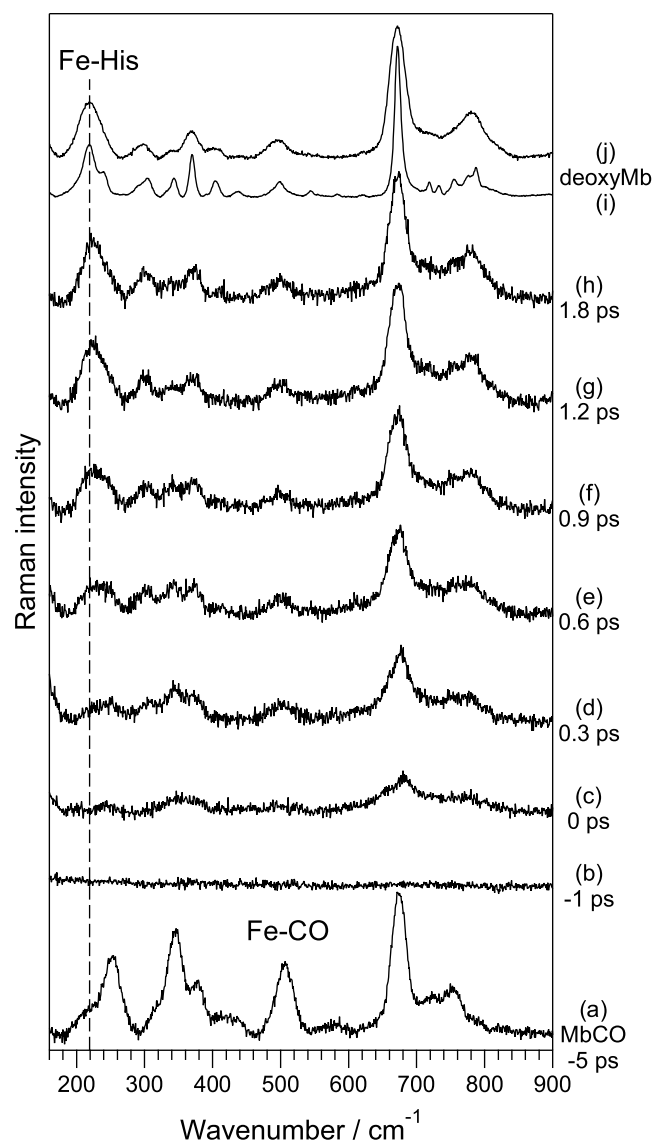 Fe-His
(j)
deoxyMb
(i)
(h)
1.8 ps
(g)
1.2 ps
(f)
0.9 ps
(e)
0.6 ps
(d)
0.3 ps
(c)
0 ps
(b)
-1 ps
Fe-CO
(a)
MbCO
-5 ps
Raman intensity
200 300 400 500 600 700 800 900
Wavenumber / cm⁻¹